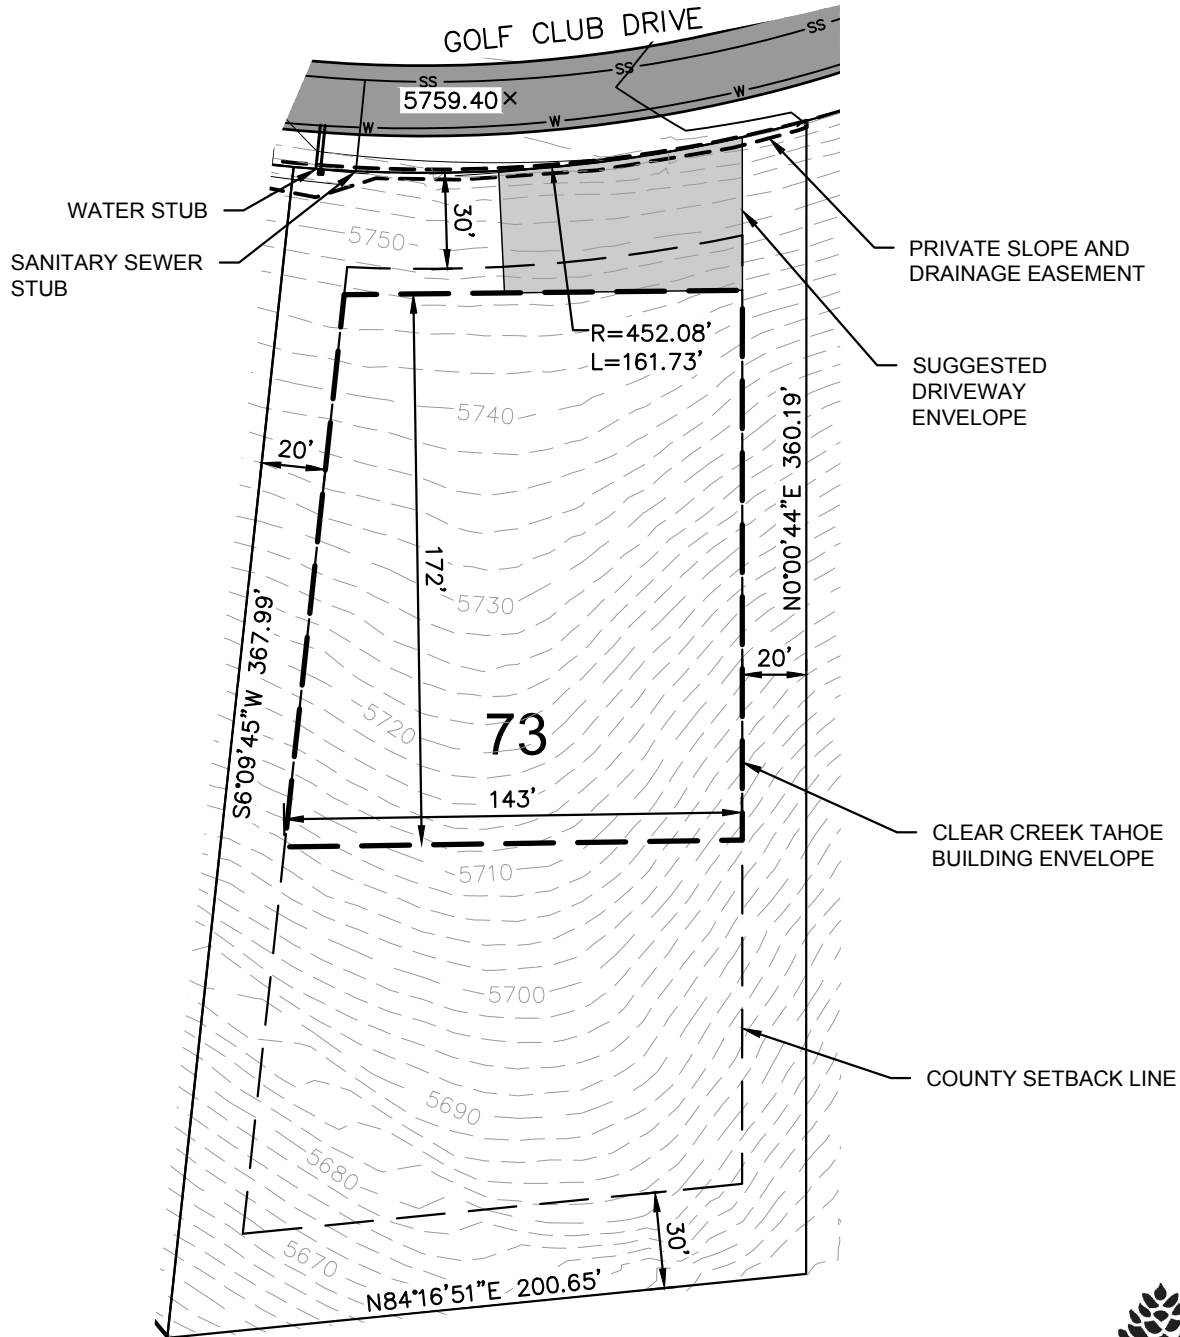 GOLF CLUB DRIVE
SS
SS
SS
5759.40
W
W
W
WATER STUB
SANITARY SEWER
STUB
30'
5750
PRIVATE SLOPE AND
DRAINAGE EASEMENT
R=452.08'
L=161.73'
SUGGESTED
DRIVEWAY
ENVELOPE
5740
20'
N0°00'44"E 360.19'
172'
5730
S6°09'45"W 367.99'
20'
5720
73
143'
CLEAR CREEK TAHOE
BUILDING ENVELOPE
5710
5700
COUNTY SETBACK LINE
5690
5680
30'
5670
N84°16'51"E 200.65'